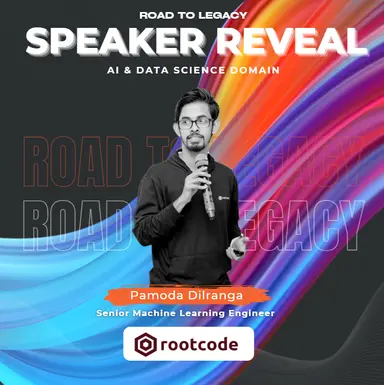 ROAD TO LEGACY
SPEAKER REVEAL
AI & DATA SCIENCE DOMAIN
ROAD TO LEGACY
ROAD LEGACY
Pamoda Dilranga
Senior Machine Learning Engineer
rootcode